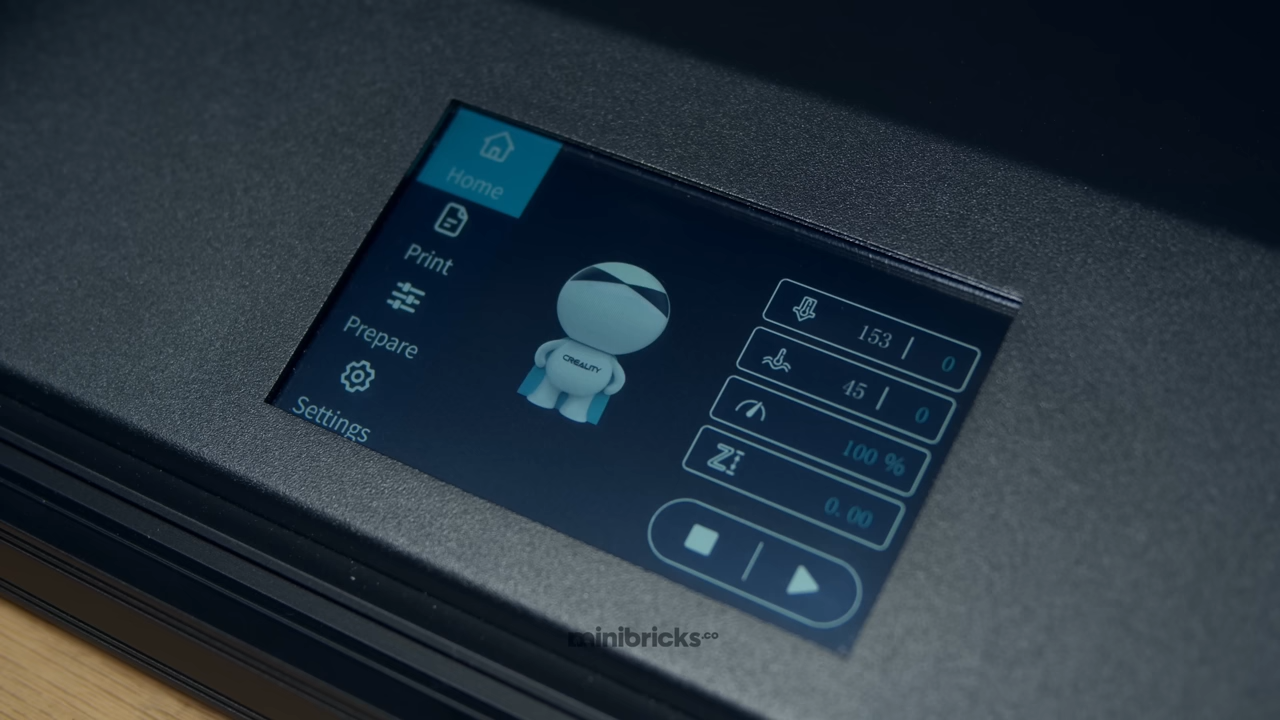 Home
Print
Prepare
Settings
CREALITY
153 | 0
45 | 0
100 %
Z
0.00
minibricks.co